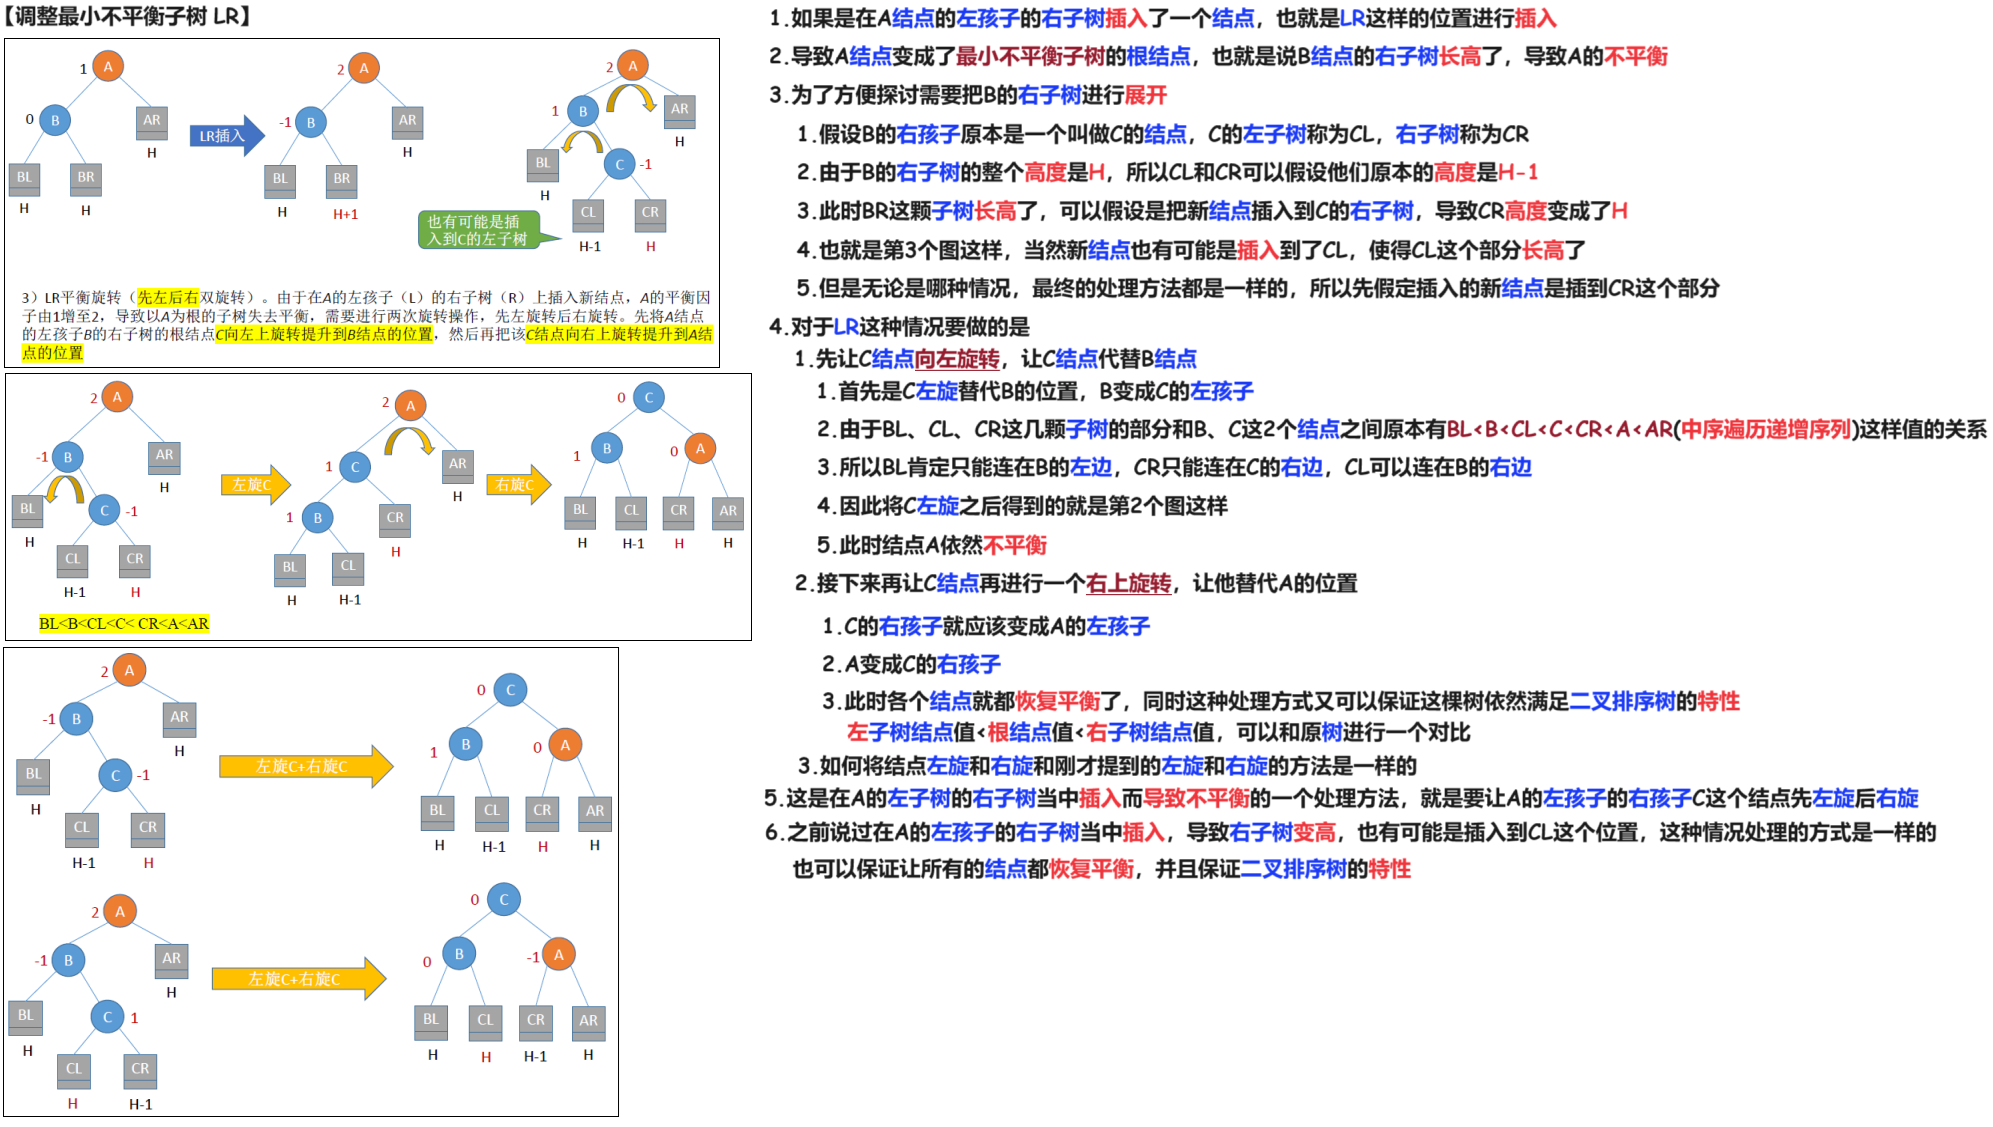 【调整最小不平衡子树 LR】
1
A
0
B
AR
H
BL
BR
H
H
LR插入
2
A
-1
B
AR
H
BL
BR
H
H+1
2
A
1
B
AR
H
BL
C
-1
H
CL
CR
H-1
H
也有可能是插
入到C的左子树
3）LR平衡旋转（先左后右双旋转）。由于在A的左孩子（L）的右子树（R）上插入新结点，A的平衡因
子由1增至2，导致以A为根的子树失去平衡，需要进行两次旋转操作，先左旋转后右旋转。先将A结点
的左孩子B的右子树的根结点C向左上旋转提升到B结点的位置，然后再把该C结点向右上旋转提升到A结
点的位置
2
A
-1
B
AR
H
BL
C
-1
H
CL
CR
H-1
H
BL<B<CL<C< CR<A<AR
左旋C
2
A
1
C
AR
H
1
B
CR
H
BL
CL
H
H-1
右旋C
0
C
1
B
0
A
BL
CL
CR
AR
H
H-1
H
H
2
A
-1
B
AR
H
BL
C
-1
H
CL
CR
H-1
H
左旋C+右旋C
0
C
1
B
0
A
BL
CL
CR
AR
H
H-1
H
H
2
A
-1
B
AR
H
BL
C
1
H
CL
CR
H
H-1
左旋C+右旋C
0
C
0
B
-1
A
BL
CL
CR
AR
H
H
H-1
H
1.如果是在A结点的左孩子的右子树插入了一个结点，也就是LR这样的位置进行插入
2.导致A结点变成了最小不平衡子树的根结点，也就是说B结点的右子树长高了，导致A的不平衡
3.为了方便探讨需要把B的右子树进行展开
1.假设B的右孩子原本是一个叫做C的结点，C的左子树称为CL，右子树称为CR
2.由于B的右子树的整个高度是H，所以CL和CR可以假设他们原本的高度是H-1
3.此时BR这颗子树长高了，可以假设是把新结点插入到C的右子树，导致CR高度变成了H
4.也就是第3个图这样，当然新结点也有可能是插入到了CL，使得CL这个部分长高了
5.但是无论是哪种情况，最终的处理方法都是一样的，所以先假定插入的新结点是插到CR这个部分
4.对于LR这种情况要做的是
1.先让C结点向左旋转，让C结点代替B结点
1.首先是C左旋替代B的位置，B变成C的左孩子
2.由于BL、CL、CR这几颗子树的部分和B、C这2个结点之间原本有BL<B<CL<C<CR<A<AR(中序遍历递增序列)这样值的关系
3.所以BL肯定只能连在B的左边，CR只能连在C的右边，CL可以连在B的右边
4.因此将C左旋之后得到的就是第2个图这样
5.此时结点A依然不平衡
2.接下来再让C结点再进行一个右上旋转，让他替代A的位置
1.C的右孩子就应该变成A的左孩子
2.A变成C的右孩子
3.此时各个结点就都恢复平衡了，同时这种处理方式又可以保证这棵树依然满足二叉排序树的特性
左子树结点值<根结点值<右子树结点值，可以和原树进行一个对比
3.如何将结点左旋和右旋和刚才提到的左旋和右旋的方法是一样的
5.这是在A的左子树的右子树当中插入而导致不平衡的一个处理方法，就是要让A的左孩子的右孩子C这个结点先左旋后右旋
6.之前说过在A的左孩子的右子树当中插入，导致右子树变高，也有可能是插入到CL这个位置，这种情况处理的方式是一样的
也可以保证让所有的结点都恢复平衡，并且保证二叉排序树的特性